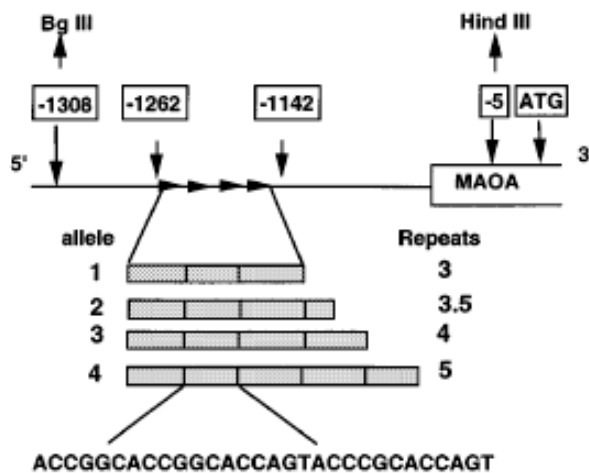 Bg III Hind III
-1308 -1262 -1142 -5 ATG
5' 3
MAOA
allele Repeats
1 3
2 3.5
3 4
4 5
ACCGGCACCGGCACCAGTACCCGCACCAGT